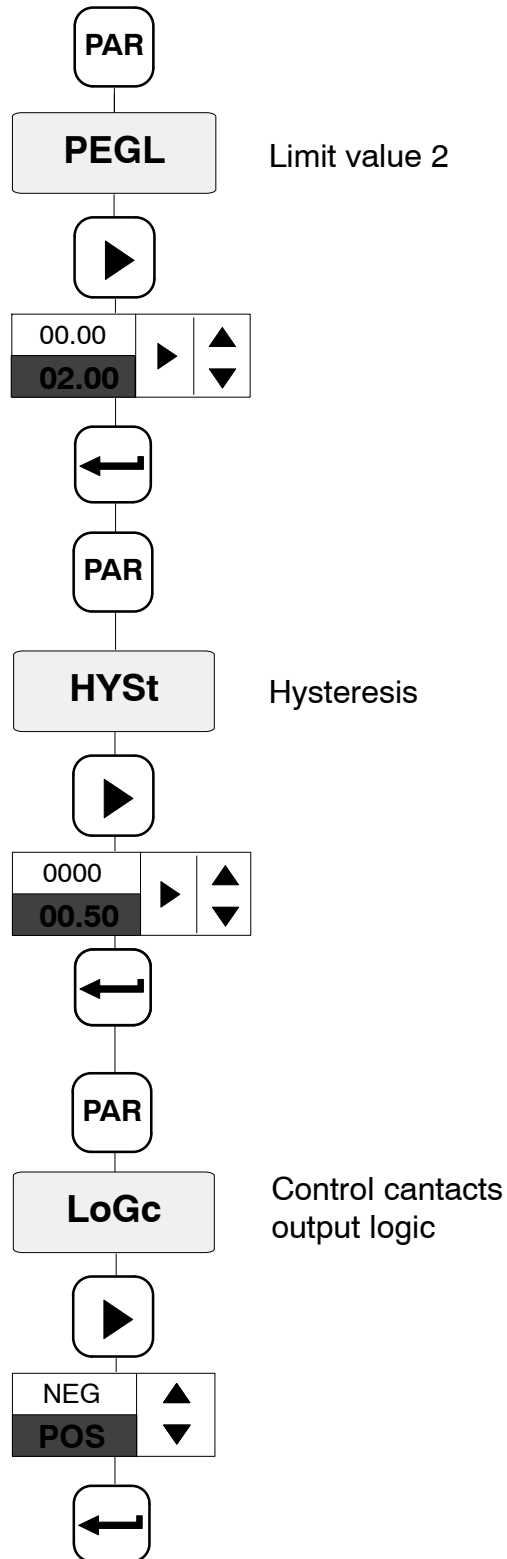 PAR
PEGL
Limit value 2
00.00
02.00
PAR
HYSt
Hysteresis
0000
00.50
PAR
LoGc
Control cantacts
output logic
NEG
POS